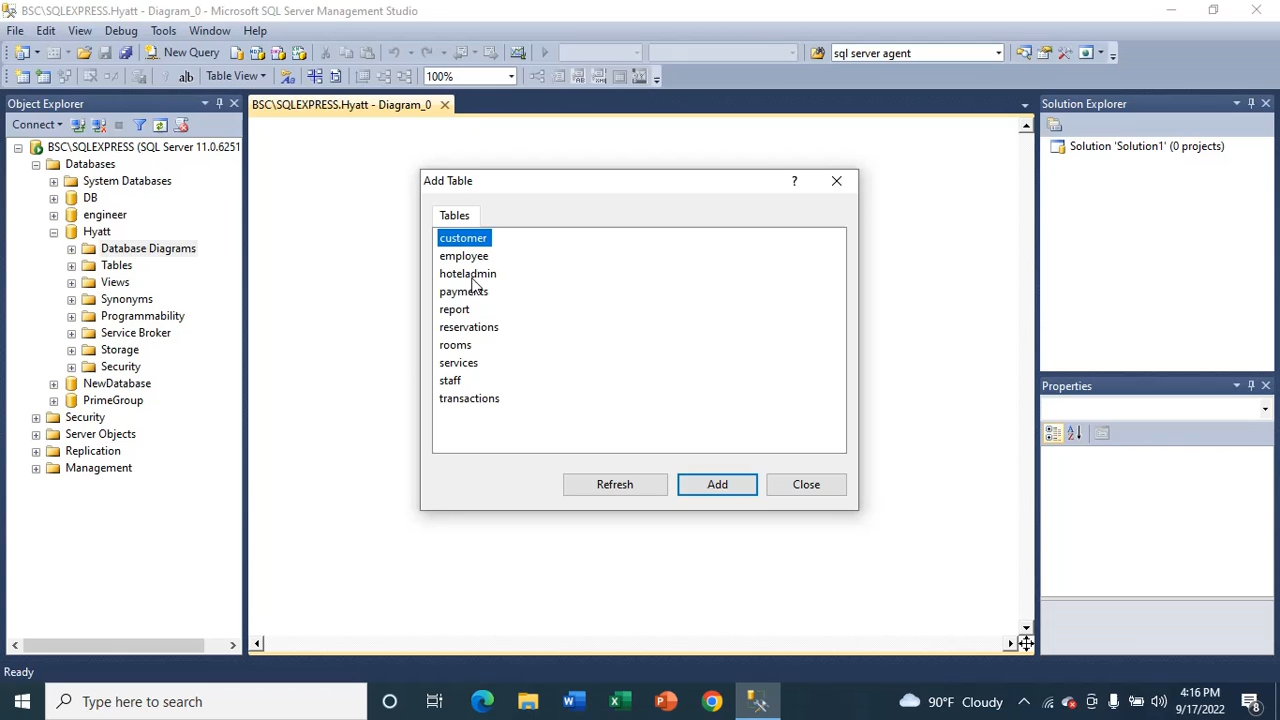 BSC\SQLEXPRESS.Hyatt - Diagram_0 - Microsoft SQL Server Management Studio
File Edit View Debug Tools Window Help
New Query
sql server agent
ab Table View 100%
Object Explorer
BSC\SQLEXPRESS.Hyatt - Diagram_0
Solution Explorer
Connect
BSC\SQLEXPRESS (SQL Server 11.0.6251
Databases
System Databases
DB
engineer
Hyatt
Database Diagrams
Tables
Views
Synonyms
Programmability
Service Broker
Storage
Security
NewDatabase
PrimeGroup
Security
Server Objects
Replication
Management
Add Table
?
Tables
customer
employee
hoteladmin
payments
report
reservations
rooms
services
staff
transactions
Refresh Add Close
Solution 'Solution1' (0 projects)
Properties
Ready
Type here to search
90°F Cloudy
4:16 PM
9/17/2022
8